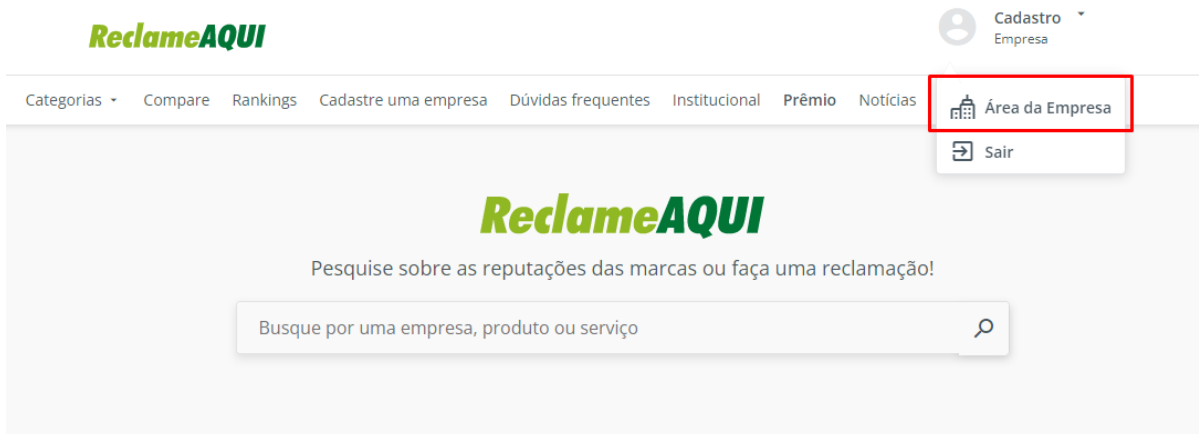 ReclameAQUI
Cadastro
Empresa
Categorias Compare Rankings Cadastre uma empresa Dúvidas frequentes Institucional Prêmio Notícias
Área da Empresa
Sair
ReclameAQUI
Pesquise sobre as reputações das marcas ou faça uma reclamação!
Busque por uma empresa, produto ou serviço